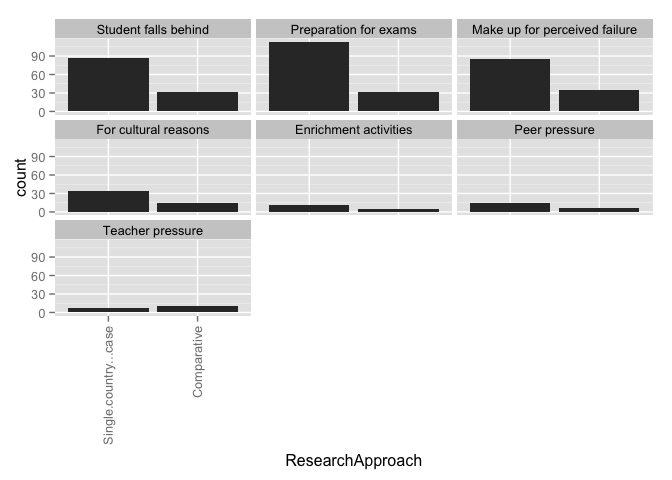 Student falls behind
Preparation for exams
Make up for perceived failure
90
60
30
0
For cultural reasons
Enrichment activities
Peer pressure
90
60
30
0
count
Teacher pressure
90
60
30
0
Single.country...case
Comparative
ResearchApproach